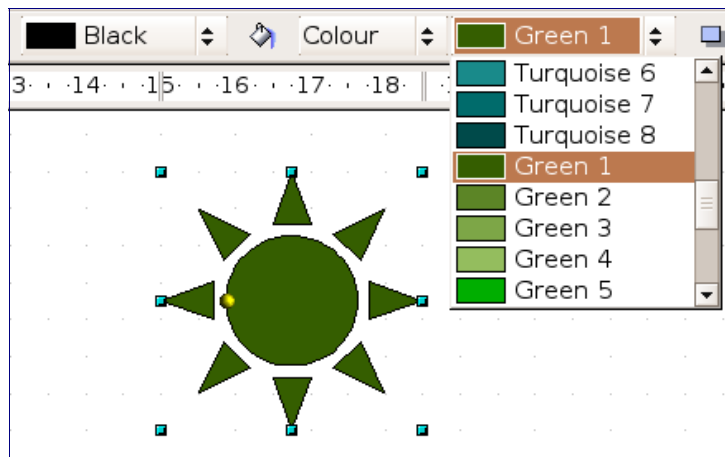 Black Colour Green 1
3 · 14 · 15 · 16 · 17 · 18 ·
Turquoise 6
Turquoise 7
Turquoise 8
Green 1
Green 2
Green 3
Green 4
Green 5